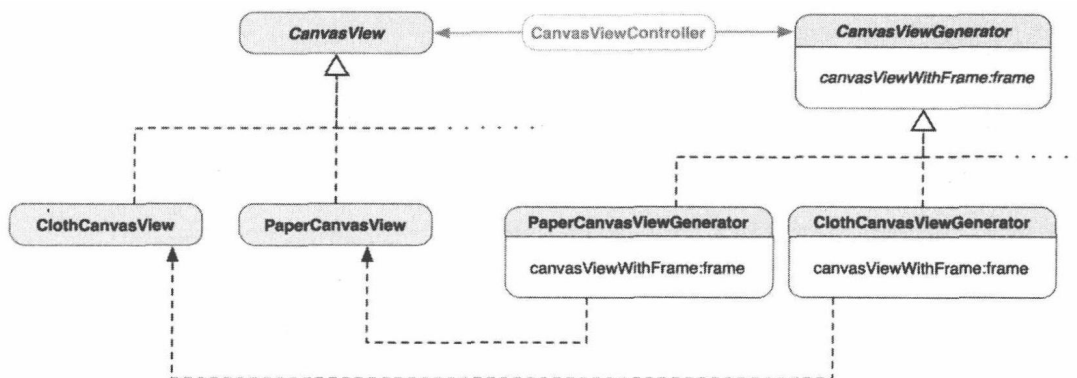 CanvasView
CanvasViewController
CanvasViewGenerator
canvasViewWithFrame:frame
ClothCanvasView
PaperCanvasView
PaperCanvasViewGenerator
canvasViewWithFrame:frame
ClothCanvasViewGenerator
canvasViewWithFrame:frame